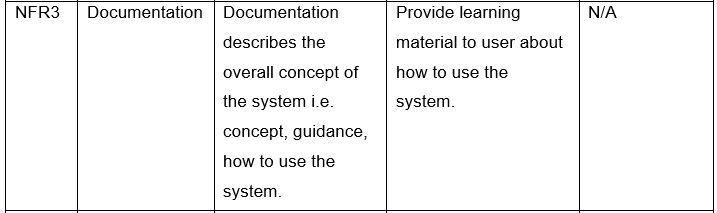 NFR3 Documentation Documentation Provide learning N/A
describes the material to user about
overall concept of how to use the
the system i.e. system.
concept, guidance,
how to use the
system.